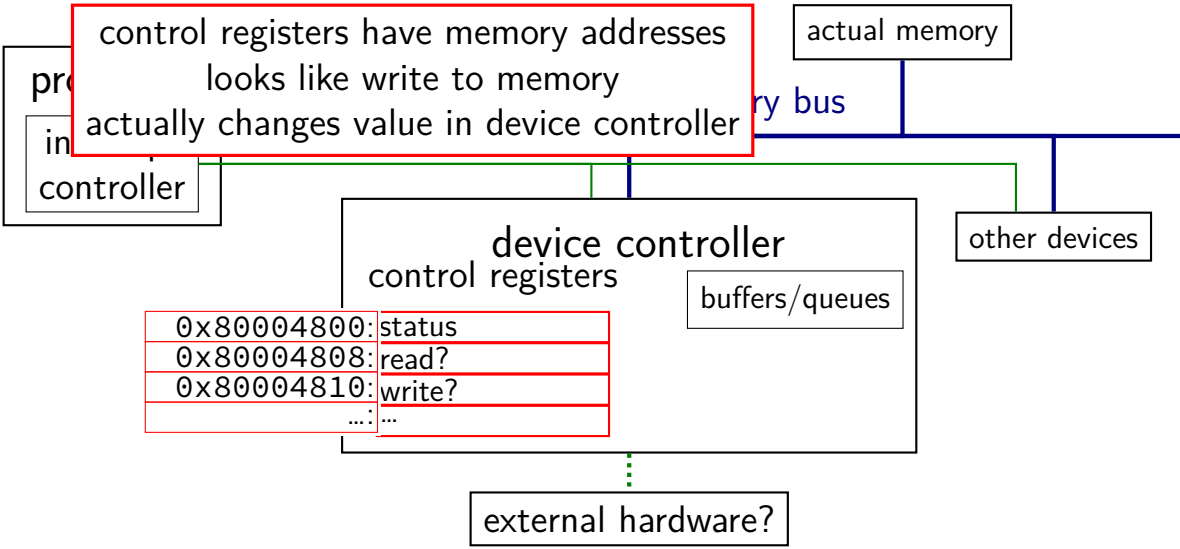 control registers have memory addresses
looks like write to memory
actually changes value in device controller
actual memory
bus
controller
other devices
device controller
control registers
buffers/queues
0x80004800: status
0x80004808: read?
0x80004810: write?
…: …
external hardware?